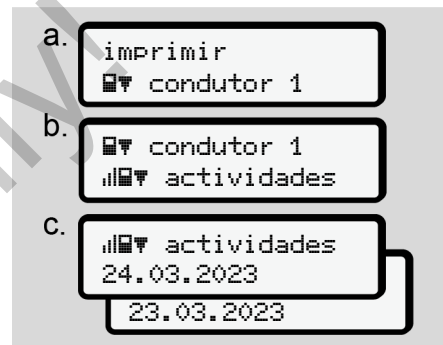 a.
imprimir
condutor 1
b.
condutor 1
actividades
c.
actividades
24.03.2023
23.03.2023